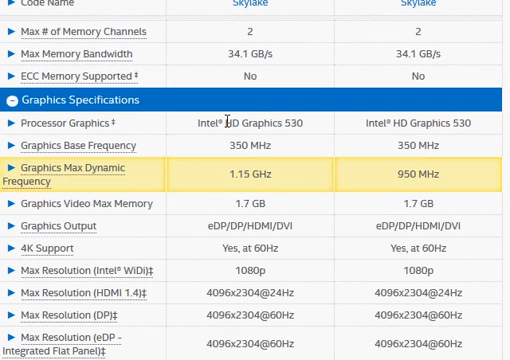 Code Name Skylake Skylake
Max # of Memory Channels 2 2
Max Memory Bandwidth 34.1 GB/s 34.1 GB/s
ECC Memory Supported ‡ No No
Graphics Specifications
Processor Graphics ‡ Intel® HD Graphics 530 Intel® HD Graphics 530
Graphics Base Frequency 350 MHz 350 MHz
Graphics Max Dynamic
Frequency 1.15 GHz 950 MHz
Graphics Video Max Memory 1.7 GB 1.7 GB
Graphics Output eDP/DP/HDMI/DVI eDP/DP/HDMI/DVI
4K Support Yes, at 60Hz Yes, at 60Hz
Max Resolution (Intel® WiDi)‡ 1080p 1080p
Max Resolution (HDMI 1.4)‡ 4096x2304@24Hz 4096x2304@24Hz
Max Resolution (DP)‡ 4096x2304@60Hz 4096x2304@60Hz
Max Resolution (eDP -
Integrated Flat Panel)‡ 4096x2304@60Hz 4096x2304@60Hz